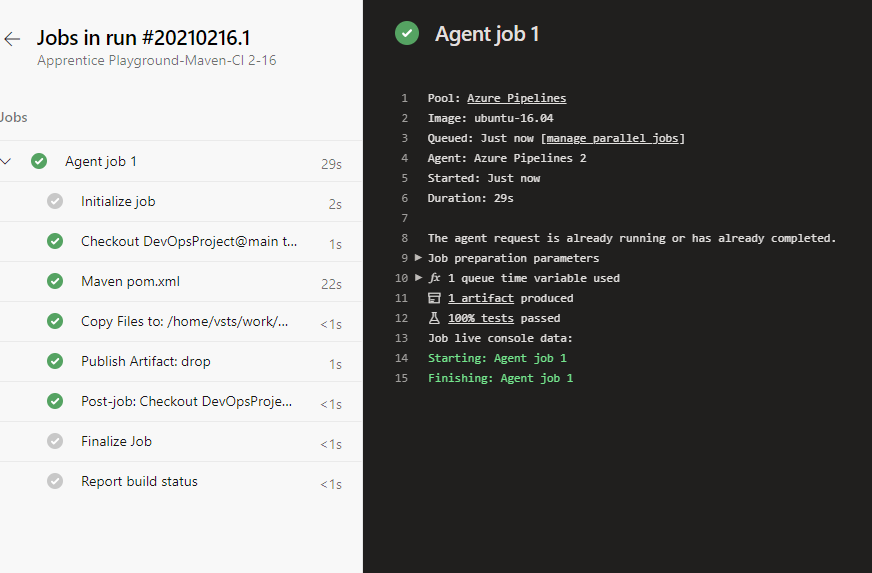 Jobs in run #20210216.1
Apprentice Playground-Maven-CI 2-16
Jobs
Agent job 1 29s
Initialize job 2s
Checkout DevOpsProject@main t... 1s
Maven pom.xml 22s
Copy Files to: /home/vsts/work/... <1s
Publish Artifact: drop 1s
Post-job: Checkout DevOpsProje... <1s
Finalize Job <1s
Report build status <1s
Agent job 1
1 Pool: Azure Pipelines
2 Image: ubuntu-16.04
3 Queued: Just now [manage parallel jobs]
4 Agent: Azure Pipelines 2
5 Started: Just now
6 Duration: 29s
7
8 The agent request is already running or has already completed.
9 Job preparation parameters
10 fx 1 queue time variable used
11 1 artifact produced
12 100% tests passed
13 Job live console data:
14 Starting: Agent job 1
15 Finishing: Agent job 1